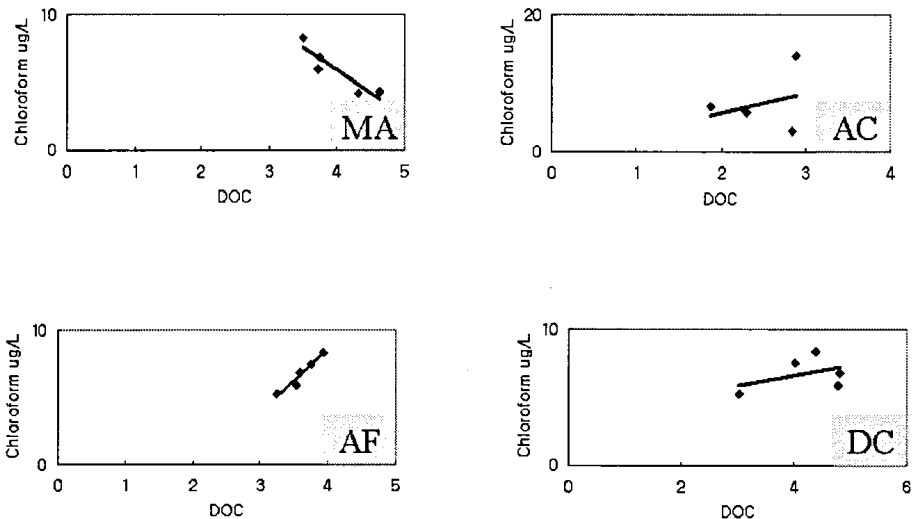 10
Chloroform ug/L
0
MA
0 1 2 3 4 5
DOC
20
Chloroform ug/L
10
0
AC
0 1 2 3 4
DOC
10
Chloroform ug/L
0
AF
0 1 2 3 4 5
DOC
10
Chloroform ug/L
0
DC
0 2 4 6
DOC